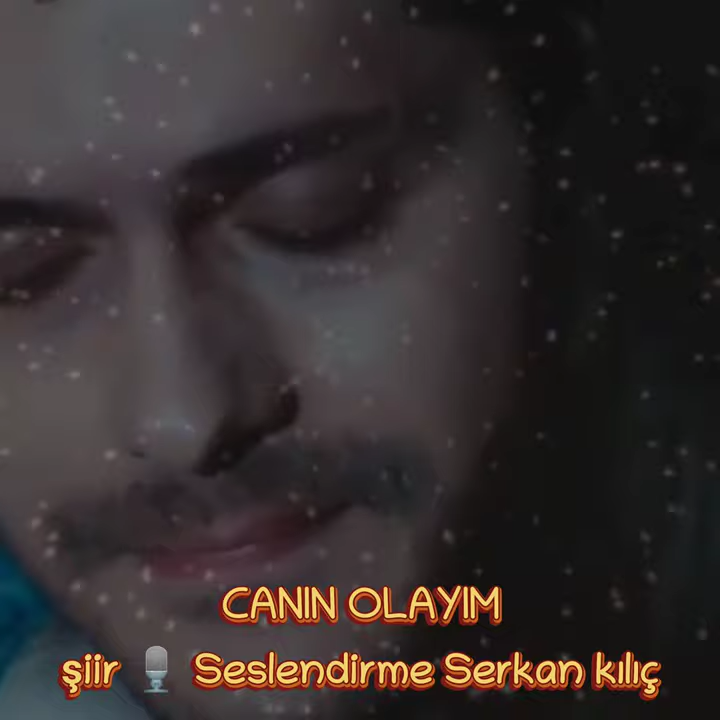 CANIN OLAYIM
şiir 🎙️ Seslendirme Serkan kılıç